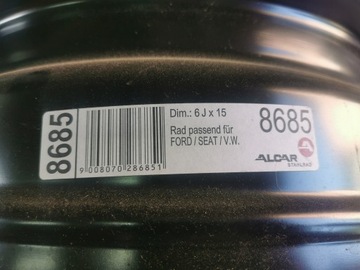 8685
9 008070 286851
Dim.: 6 J x 15
Rad passend für
FORD / SEAT / V.W.
8685
ALCAR
STAHLRAD